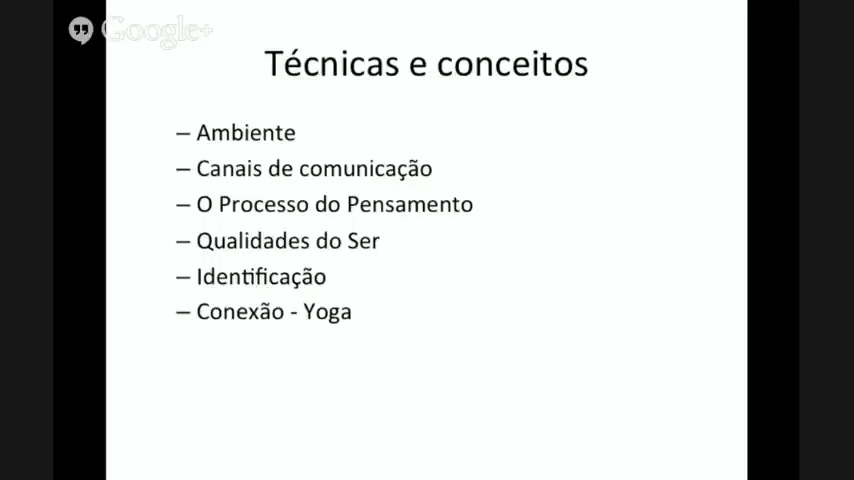 Google+
Técnicas e conceitos
– Ambiente
– Canais de comunicação
– O Processo do Pensamento
– Qualidades do Ser
– Identificação
– Conexão - Yoga